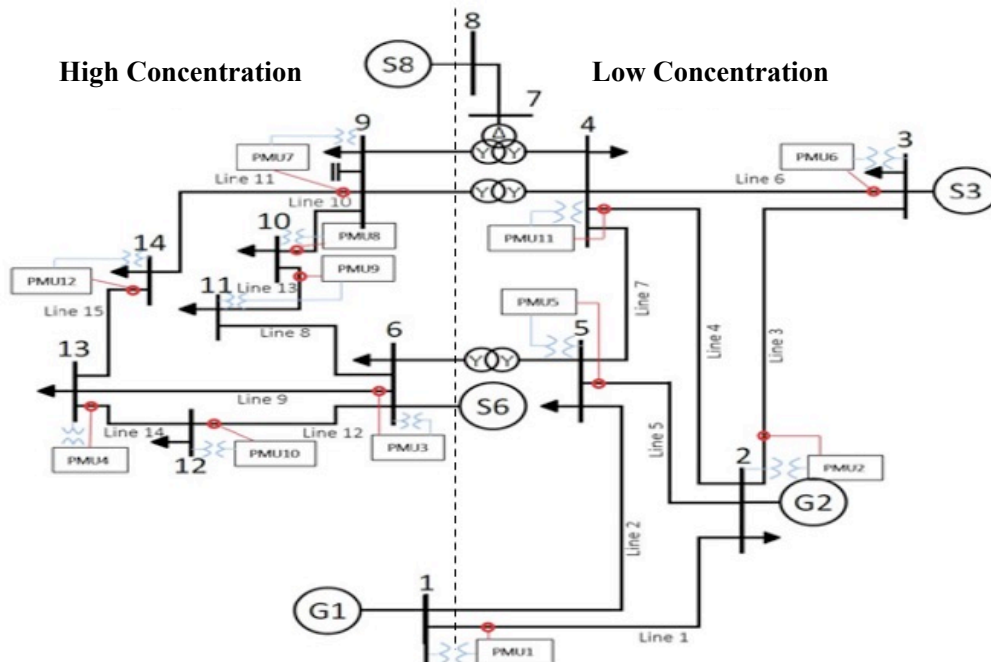 8
High Concentration
S8
Low Concentration
7
9
Δ
4
3
PMU7
Y Y
Y Y
PMU6
Line 11
Line 10
Line 6
S3
10
PMU8
PMU11
14
PMU9
PMU12
11
Line 13
PMU5
Line 15
Line 8
6
5
Line 7
Line 4
Line 3
13
Y Y
Line 9
S6
Line 14
Line 12
Line 5
PMU4
12
PMU10
PMU3
2
PMU2
G2
Line 2
1
G1
Line 1
PMU1